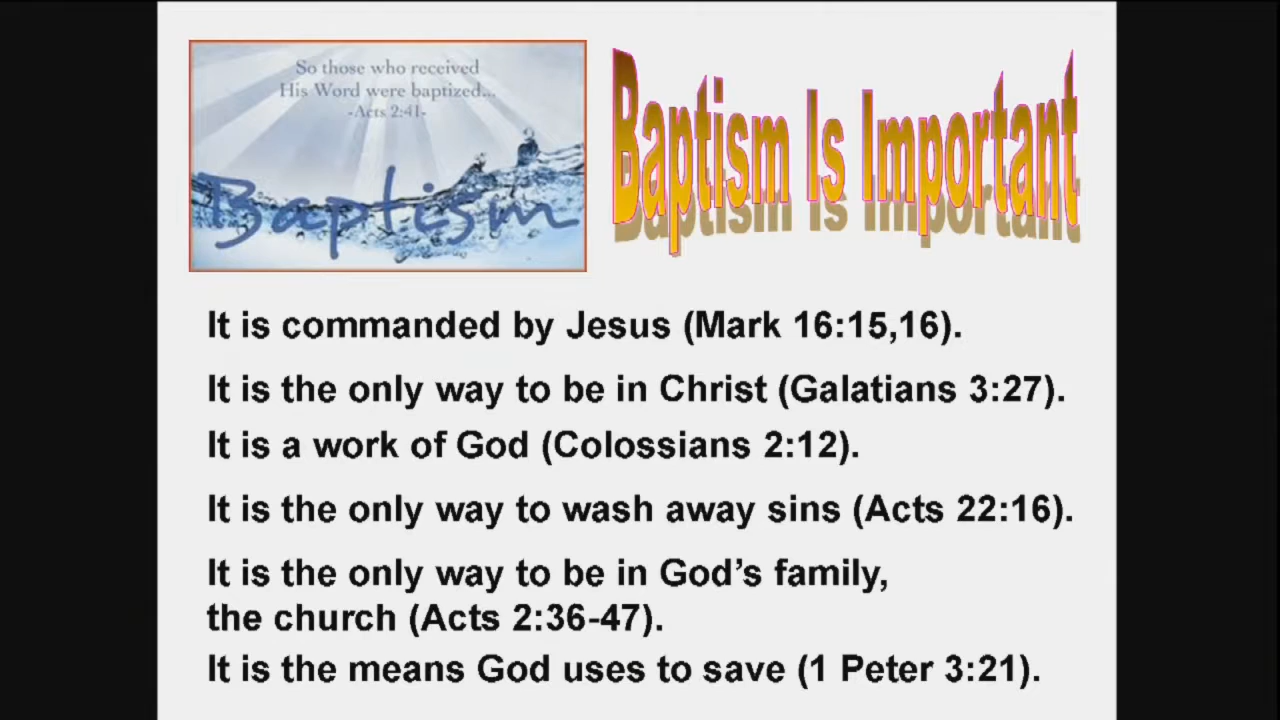 So those who received
His Word were baptized...
-Acts 2:41-
Baptism
Baptism Is Important
It is commanded by Jesus (Mark 16:15,16).
It is the only way to be in Christ (Galatians 3:27).
It is a work of God (Colossians 2:12).
It is the only way to wash away sins (Acts 22:16).
It is the only way to be in God’s family,
the church (Acts 2:36-47).
It is the means God uses to save (1 Peter 3:21).